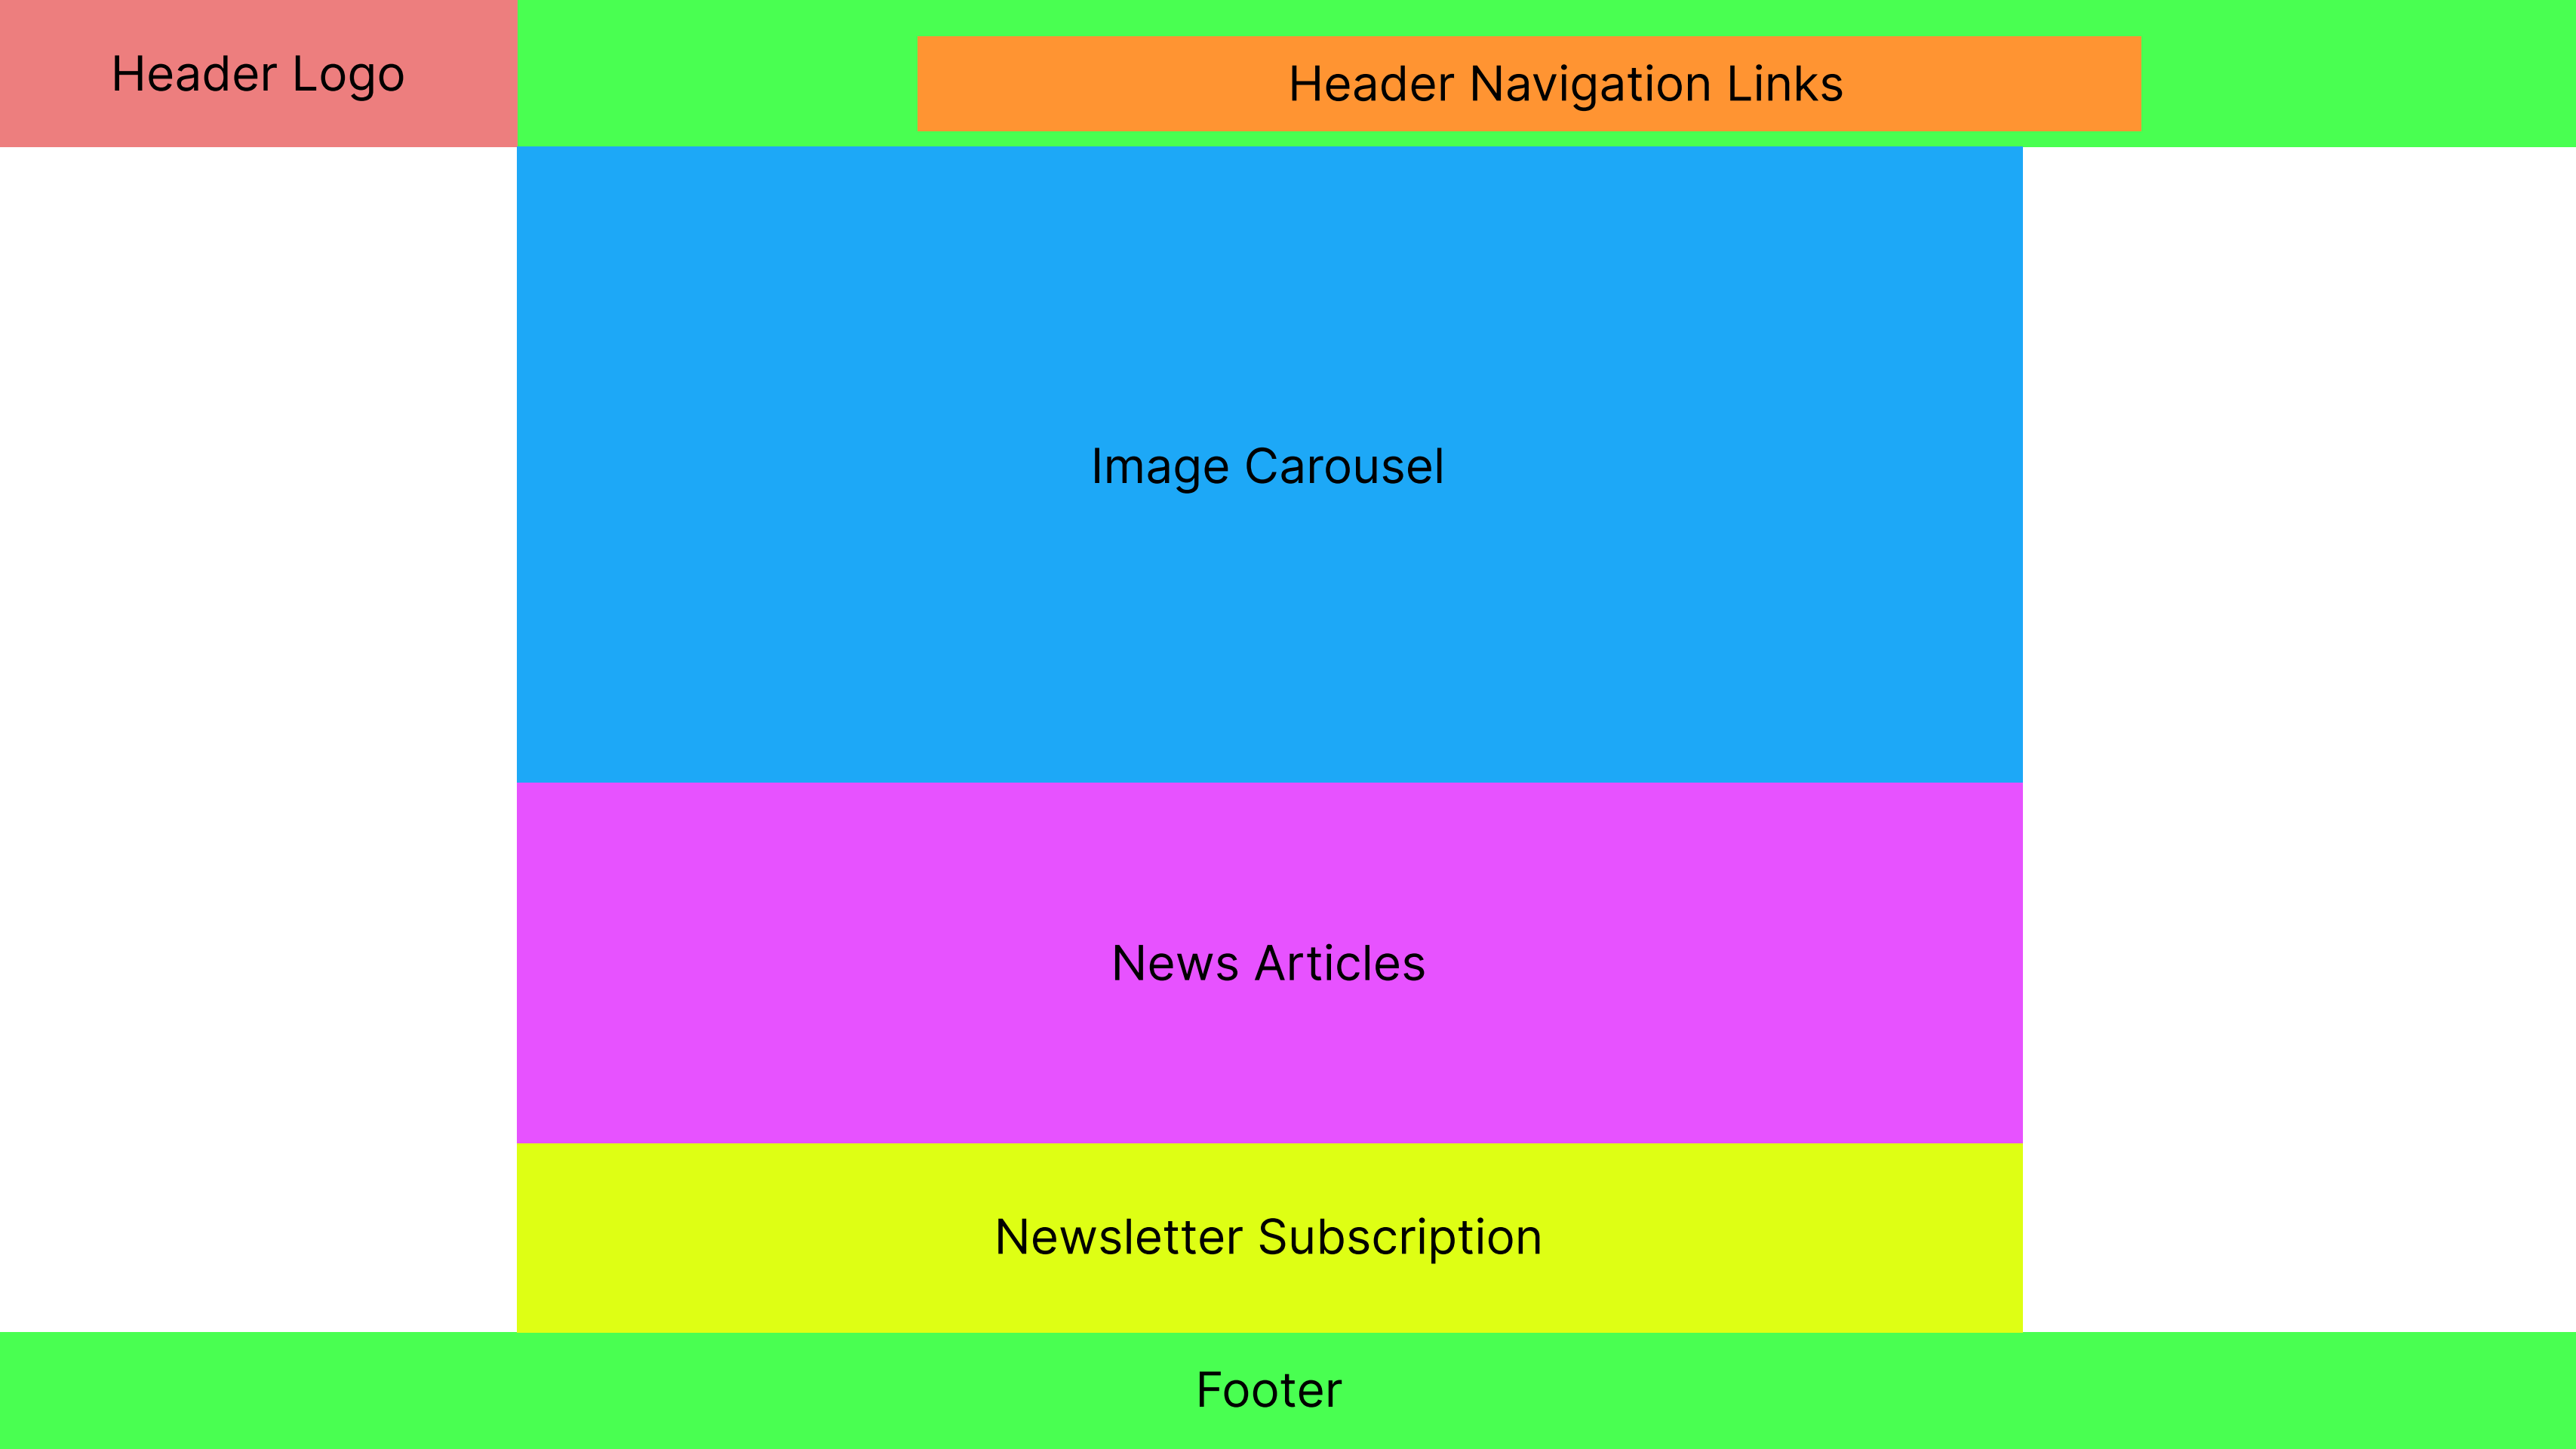 Header Logo
Header Navigation Links
Image Carousel
News Articles
Newsletter Subscription
Footer